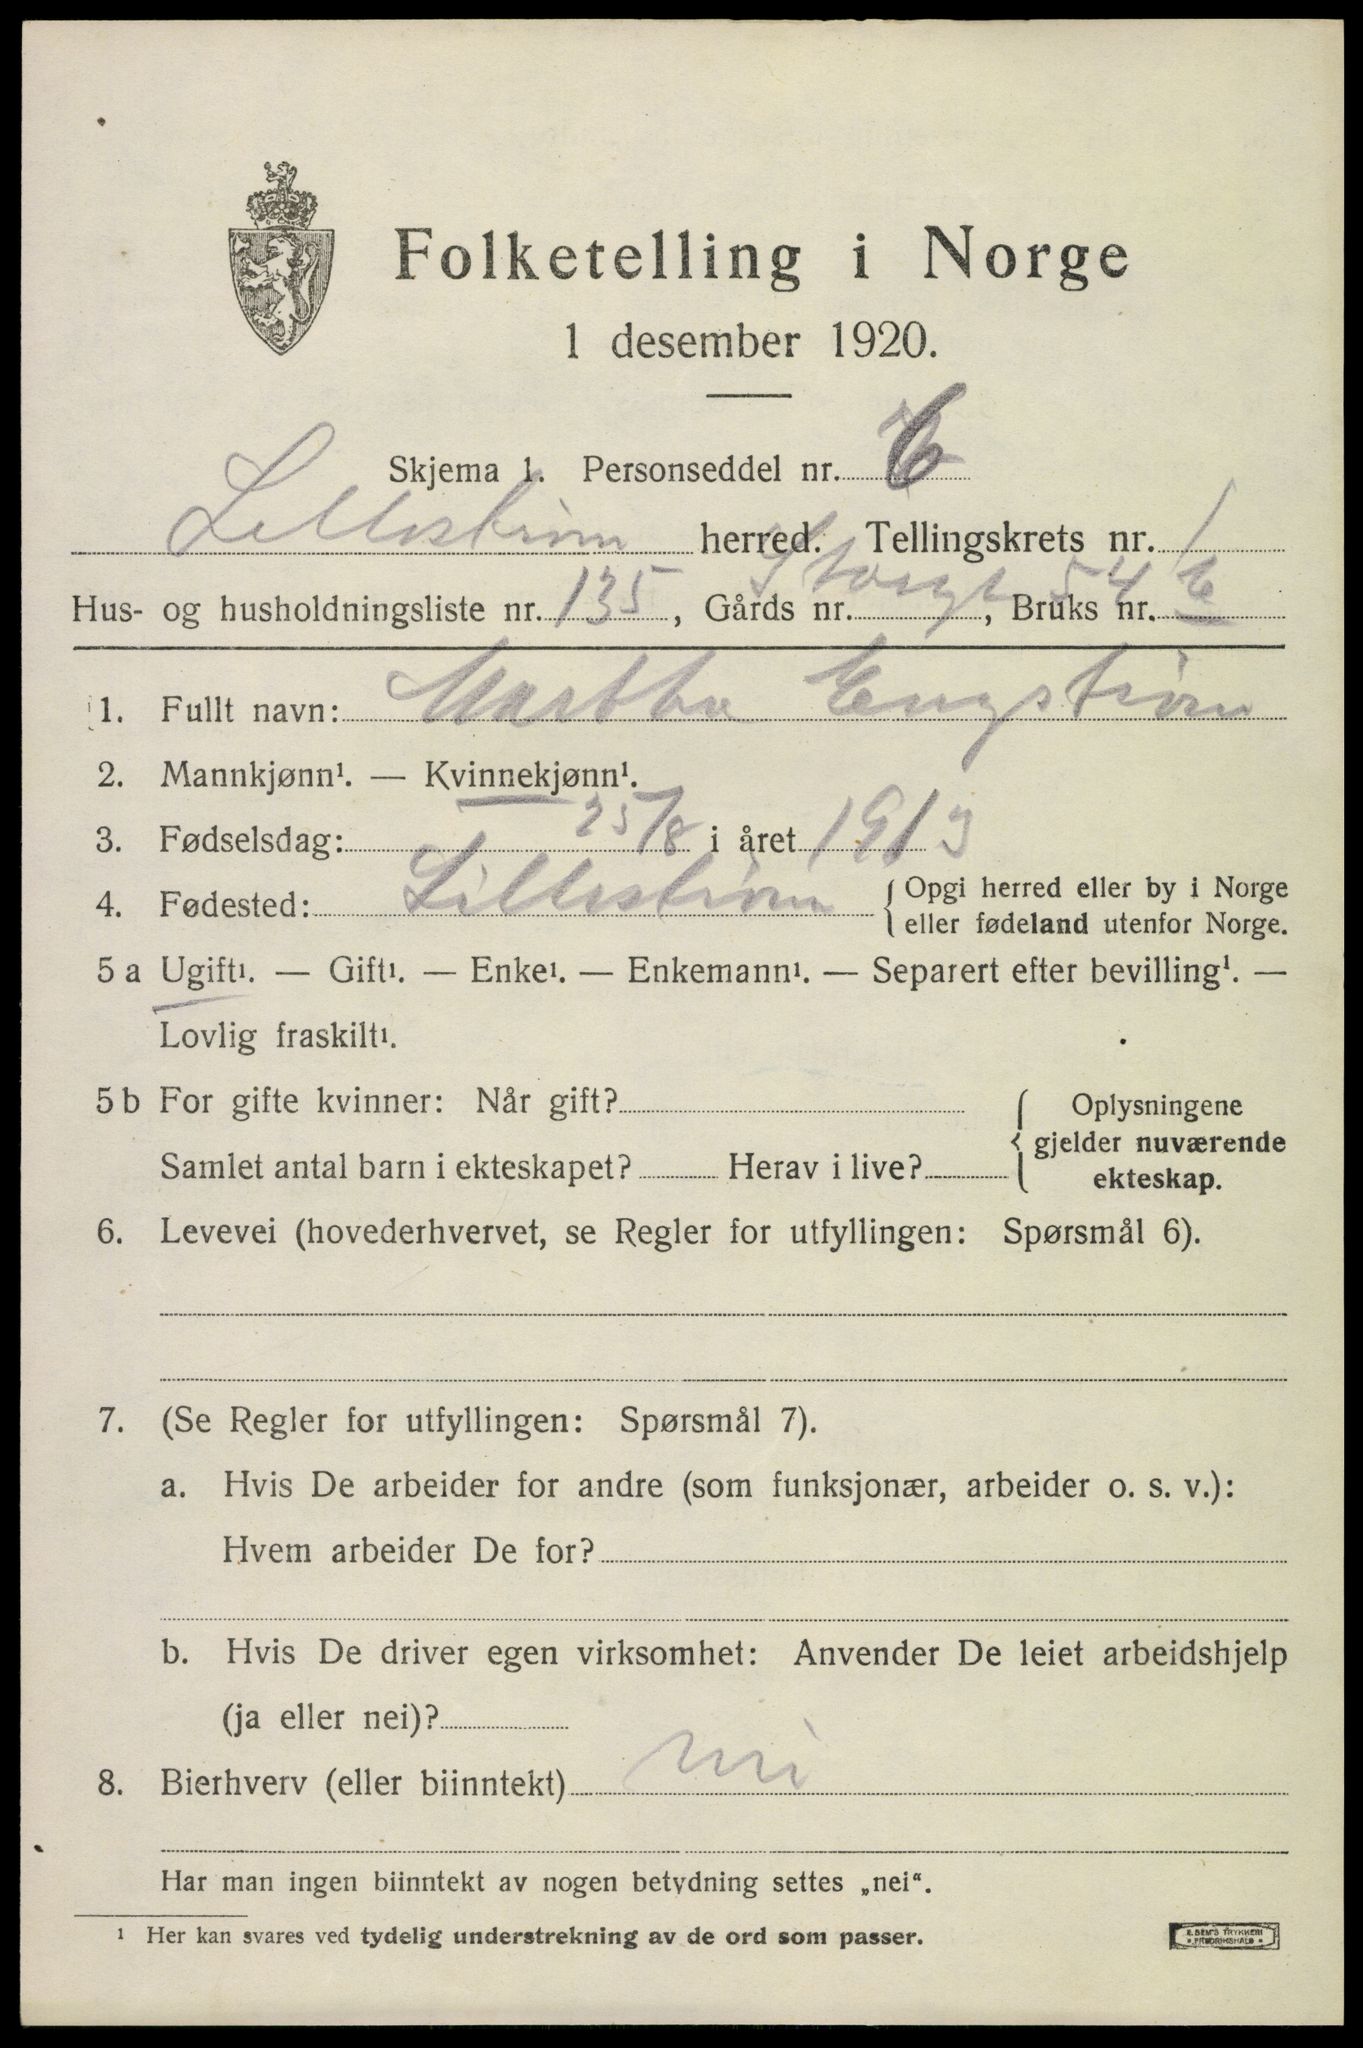 Folketelling i Norge
1 desember 1920.
Skjema 1. Personseddel nr. 6
Lillestrøm herred. Tellingskrets nr. 1
Storgt 54
Hus- og husholdningsliste nr. 135, Gårds nr. , Bruks nr.
1. Fullt navn: Martha Engstrøm
2. Mannkjønn¹. — Kvinnekjønn¹.
3. Fødselsdag: 25/8 i året 1913
4. Fødested: Lillestrøm { Opgi herred eller by i Norge
eller fødeland utenfor Norge.
5 a Ugift¹. — Gift¹. — Enke¹. — Enkemann¹. — Separert efter bevilling¹. —
Lovlig fraskilt¹.
5 b For gifte kvinner: Når gift? { Oplysningene
gjelder nuværende
Samlet antal barn i ekteskapet? Herav i live? ekteskap.
6. Levevei (hovederhvervet, se Regler for utfyllingen: Spørsmål 6).
7. (Se Regler for utfyllingen: Spørsmål 7).
a. Hvis De arbeider for andre (som funksjonær, arbeider o. s. v.):
Hvem arbeider De for?
b. Hvis De driver egen virksomhet: Anvender De leiet arbeidshjelp
(ja eller nei)?
8. Bierhverv (eller biinntekt) nei
Har man ingen biinntekt av nogen betydning settes „nei“.
¹ Her kan svares ved tydelig understrekning av de ord som passer.
E. SEM'S TRYKKERI
FREDRIKSHALD